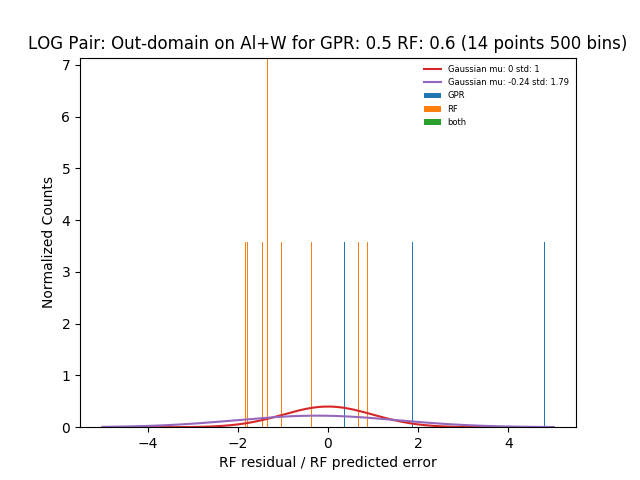 LOG Pair: Out-domain on Al+W for GPR: 0.5 RF: 0.6 (14 points 500 bins)
Gaussian mu: 0 std: 1
Gaussian mu: -0.24 std: 1.79
GPR
RF
both
Normalized Counts
7
6
5
4
3
2
1
0
−4 −2 0 2 4
RF residual / RF predicted error